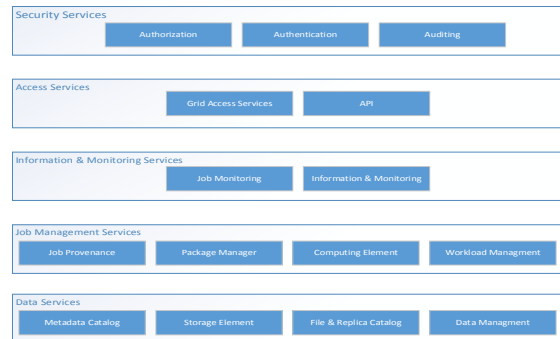 Security Services
Authorization Authentication Auditing
Access Services
Grid Access Services API
Information & Monitoring Services
Job Monitoring Information & Monitoring
Job Management Services
Job Provenance Package Manager Computing Element Workload Managment
Data Services
Metadata Catalog Storage Element File & Replica Catalog Data Managment